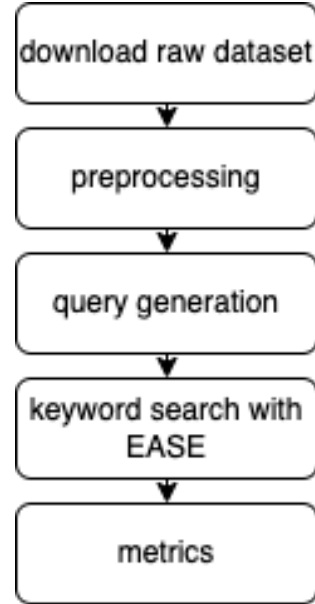 download raw dataset
preprocessing
query generation
keyword search with
EASE
metrics